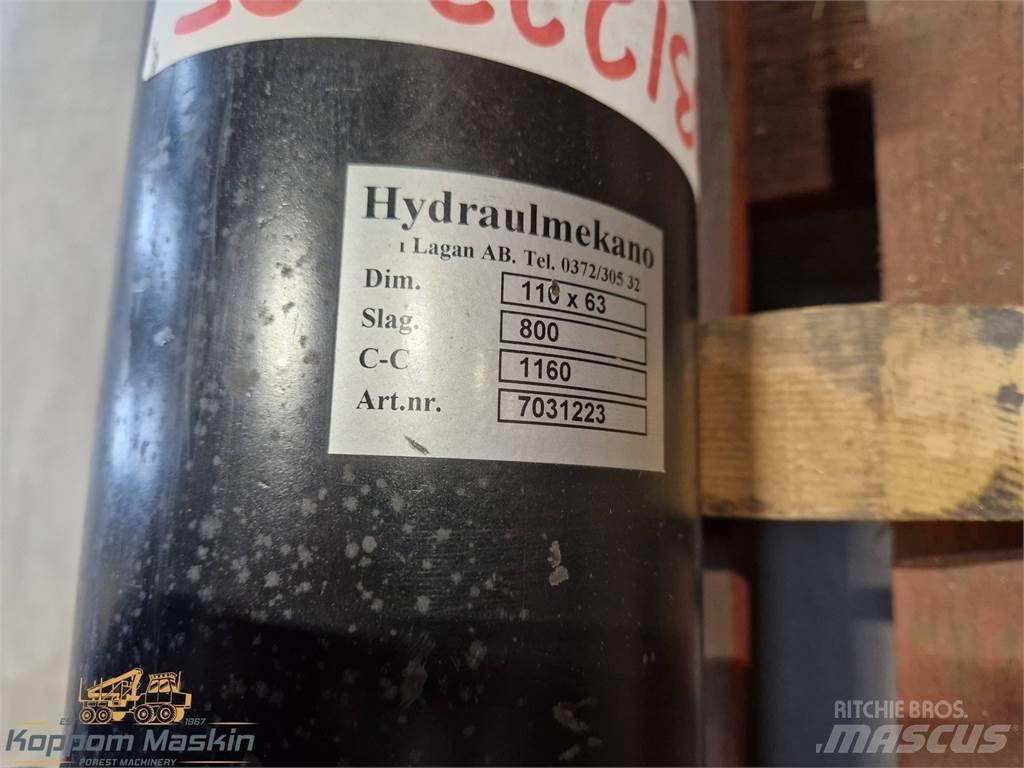 Hydraulmekano
i Lagan AB. Tel. 0372/305 32
Dim. 110 x 63
Slag. 800
C-C 1160
Art.nr. 7031223
1967
Koppom Maskin
FOREST MACHINERY
RITCHIE BROS.
MASCUS